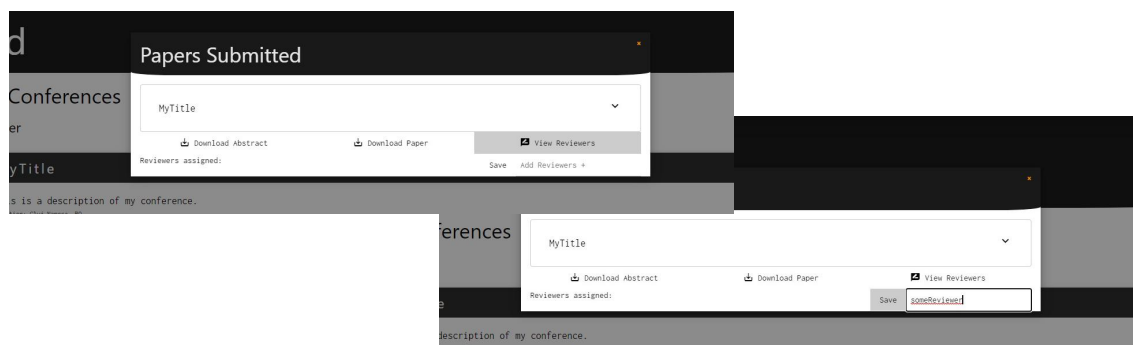 d
Papers Submitted
Conferences
er
MyTitle
Download Abstract
Download Paper
View Reviewers
Reviewers assigned:
Save
Add Reviewers +
yTitle
s is a description of my conference.
erences
MyTitle
Download Abstract
Download Paper
View Reviewers
Reviewers assigned:
Save
someReviewer
e
description of my conference.